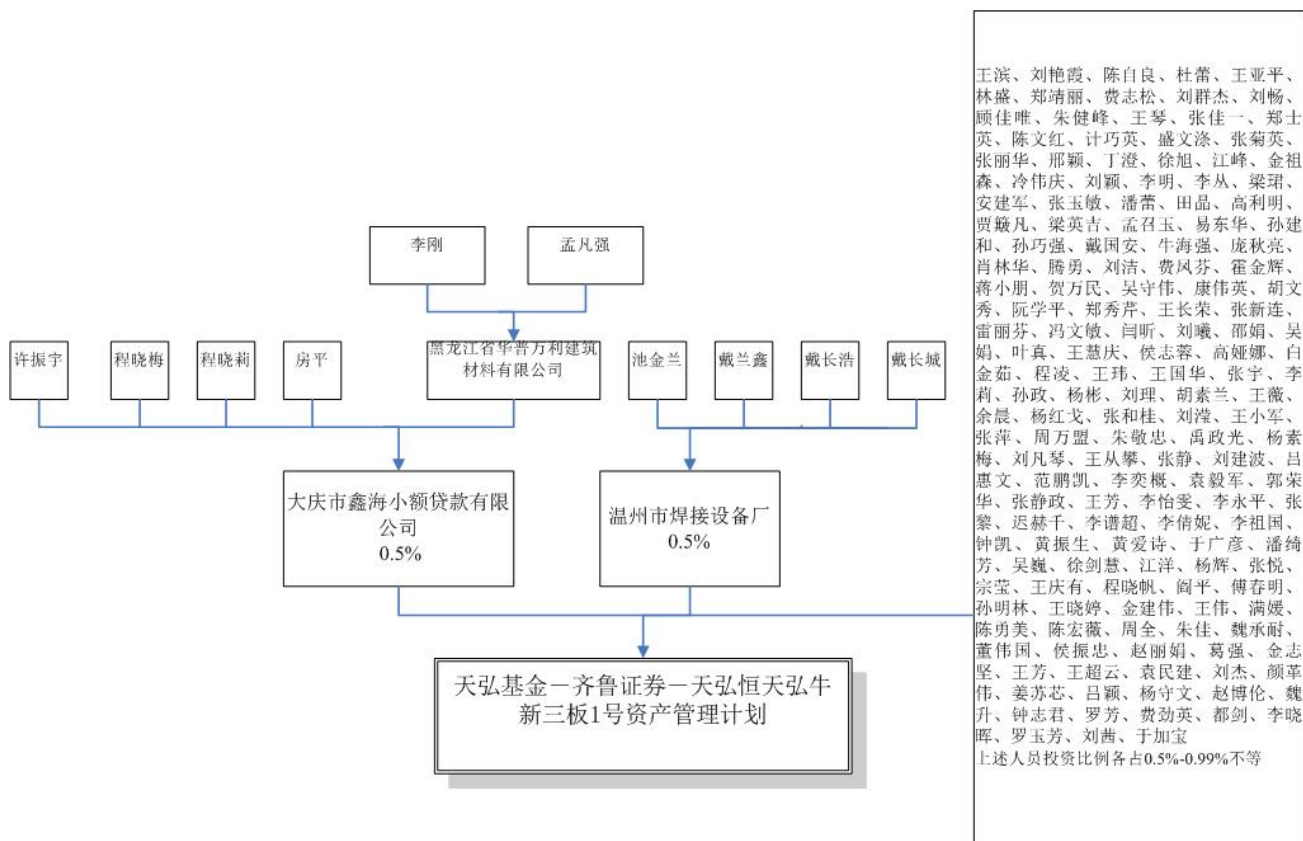 李刚
孟凡强
许振宇
程晓梅
程晓莉
房平
黑龙江省华普万利建筑
材料有限公司
池金兰
戴兰鑫
戴长浩
戴长城
大庆市鑫海小额贷款有限
公司
0.5%
温州市焊接设备厂
0.5%
天弘基金－齐鲁证券－天弘恒天弘牛
新三板1号资产管理计划
王滨、刘艳霞、陈自良、杜蕾、王亚平、
林盛、郑靖丽、费志松、刘群杰、刘畅、
顾佳唯、朱健峰、王琴、张佳一、郑士
英、陈文红、计巧英、盛文涤、张菊英、
张丽华、邢颖、丁澄、徐旭、江峰、金祖
森、冷伟庆、刘颖、李明、李丛、梁珺、
安建军、张玉敏、潘蕾、田晶、高利明、
贾簸凡、梁英吉、孟召玉、易东华、孙建
和、孙巧强、戴国安、牛海强、庞秋亮、
肖林华、腾勇、刘洁、费凤芬、霍金辉、
蒋小朋、贺万民、吴守伟、康伟英、胡文
秀、阮学平、郑秀芹、王长荣、张新连、
雷丽芬、冯文敏、闫昕、刘曦、邵娟、吴
娟、叶真、王慧庆、侯志蓉、高娅娜、白
金茹、程凌、王玮、王国华、张宇、李
莉、孙政、杨彬、刘理、胡素兰、王薇、
余晨、杨红戈、张和桂、刘滢、王小军、
张萍、周万盟、朱敬忠、禹政光、杨素
梅、刘凡琴、王从攀、张静、刘建波、吕
惠文、范鹏凯、李奕概、袁毅军、郭荣
华、张静政、王芳、李怡雯、李永平、张
黎、迟赫千、李谱超、李倩妮、李祖国、
钟凯、黄振生、黄爱诗、于广彦、潘绮
芳、吴巍、徐剑慧、江洋、杨辉、张悦、
宗莹、王庆有、程晓帆、阎平、傅春明、
孙明林、王晓婷、金建伟、王伟、满媛、
陈勇美、陈宏薇、周全、朱佳、魏承耐、
董伟国、侯振忠、赵丽娟、葛强、金志
坚、王芳、王超云、袁民建、刘杰、颜革
伟、姜苏芯、吕颖、杨守文、赵博伦、魏
升、钟志君、罗芳、费劲英、都剑、李晓
晖、罗玉芳、刘茜、于加宝
上述人员投资比例各占0.5%-0.99%不等